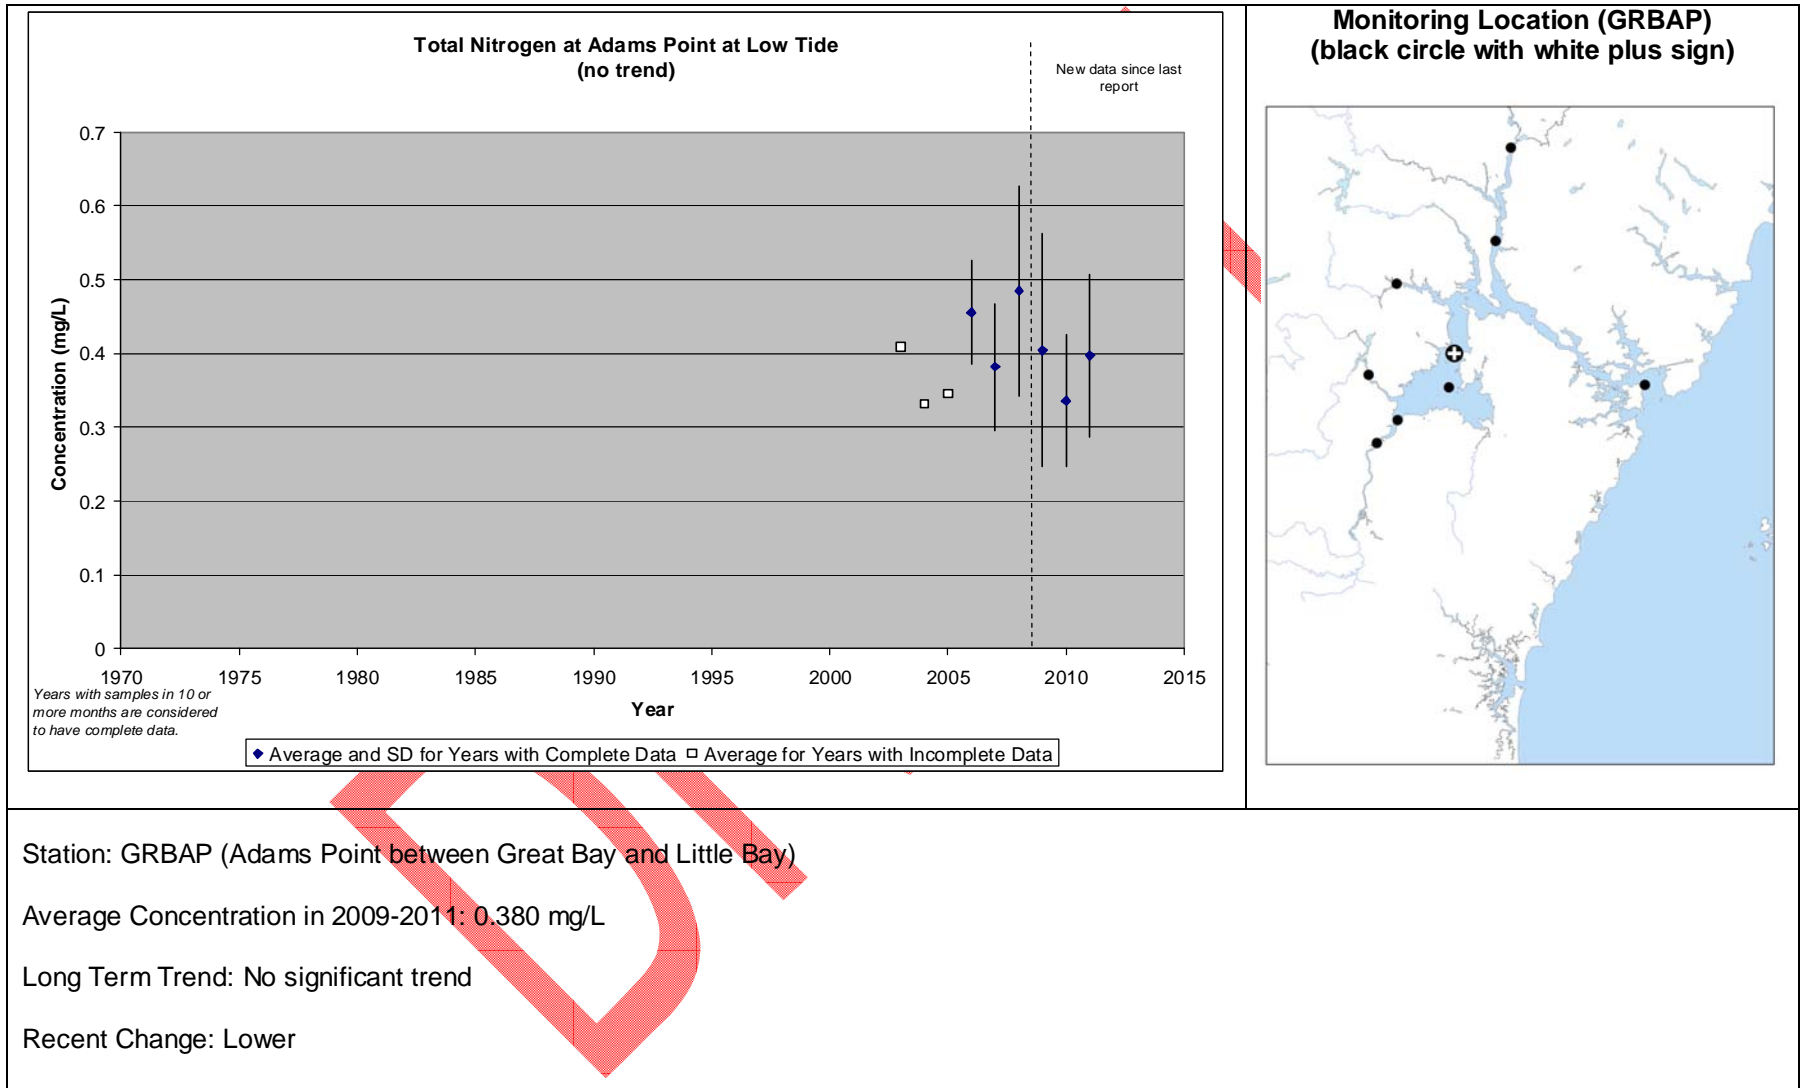 Total Nitrogen at Adams Point at Low Tide
(no trend)
New data since last
report
0.7
0.6
0.5
0.4
0.3
0.2
0.1
0
Concentration (mg/L)
1970 1975 1980 1985 1990 1995 2000 2005 2010 2015
Year
Years with samples in 10 or
more months are considered
to have complete data.
Average and SD for Years with Complete Data Average for Years with Incomplete Data
Monitoring Location (GRBAP)
(black circle with white plus sign)
Station: GRBAP (Adams Point between Great Bay and Little Bay)
Average Concentration in 2009-2011: 0.380 mg/L
Long Term Trend: No significant trend
Recent Change: Lower